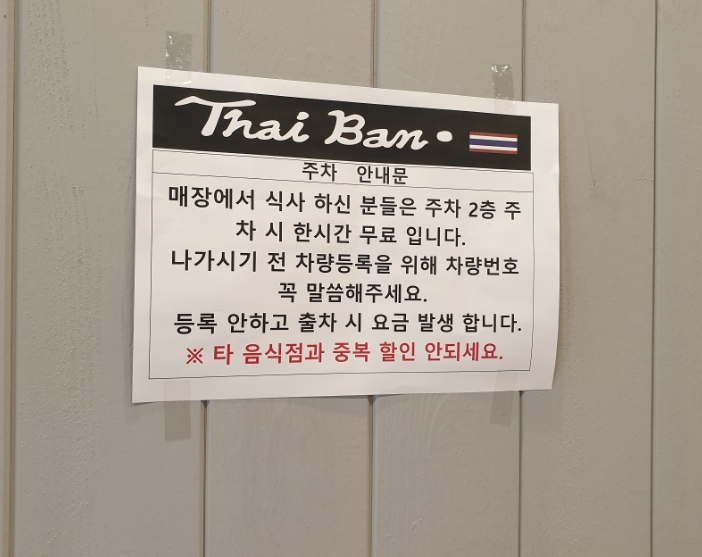 Thai Ban
주차 안내문
매장에서 식사 하신 분들은 주차 2층 주
차 시 한시간 무료 입니다.
나가시기 전 차량등록을 위해 차량번호
꼭 말씀해주세요.
등록 안하고 출차 시 요금 발생 합니다.
※ 타 음식점과 중복 할인 안되세요.